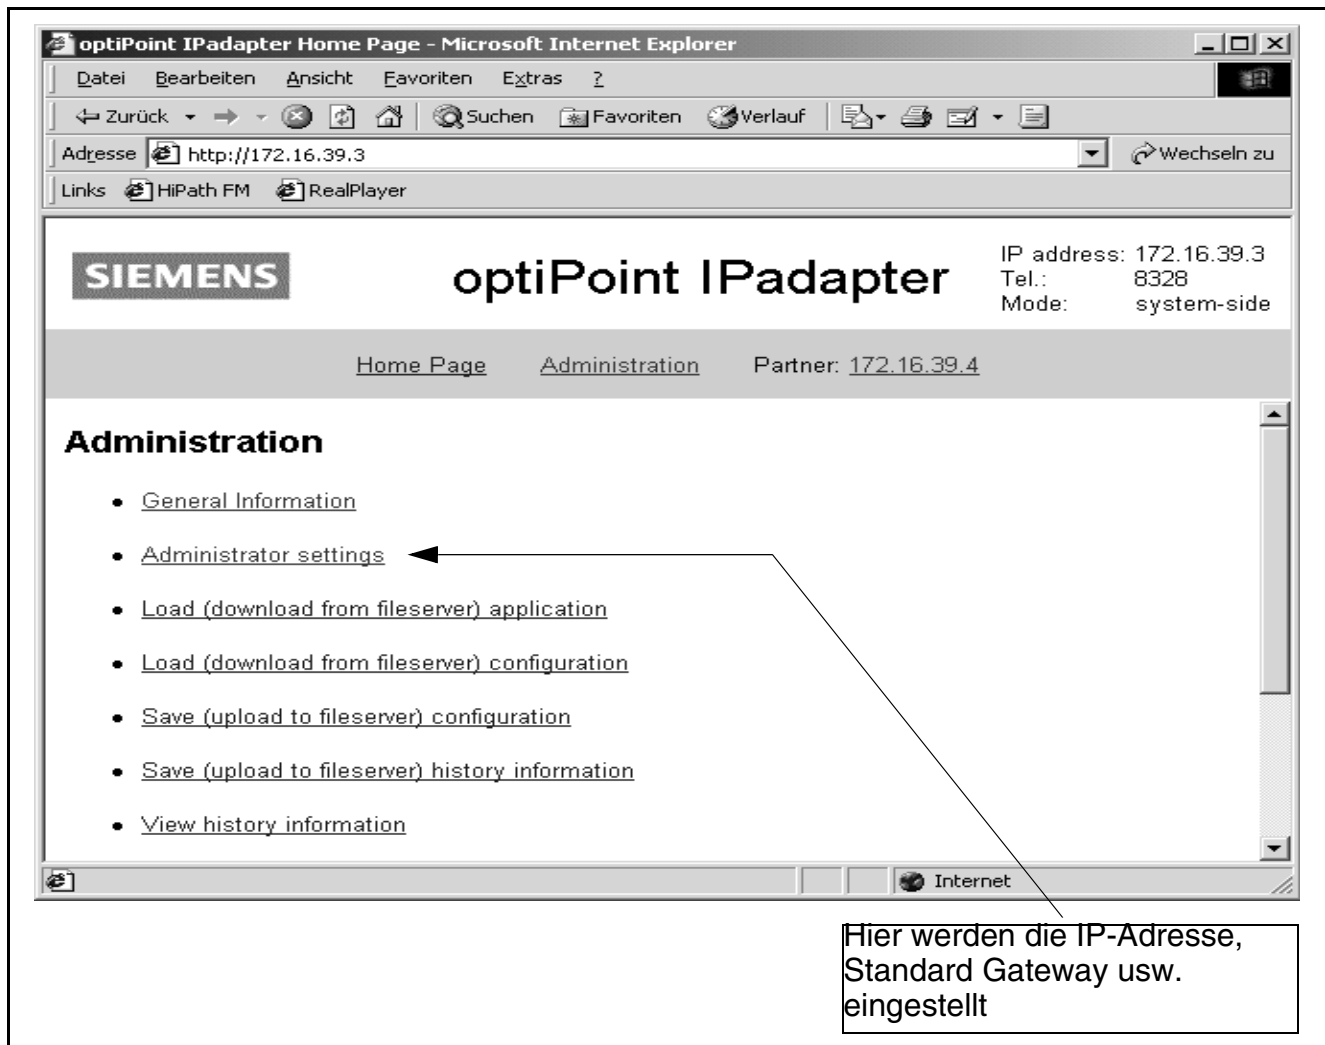 optiPoint IPadapter Home Page - Microsoft Internet Explorer
Datei Bearbeiten Ansicht Favoriten Extras ?
Zurück Suchen Favoriten Verlauf
Adresse http://172.16.39.3 Wechseln zu
Links HiPath FM RealPlayer
SIEMENS
optiPoint IPadapter
IP address: 172.16.39.3
Tel.: 8328
Mode: system-side
Home Page Administration Partner: 172.16.39.4
Administration
• General Information
• Administrator settings
• Load (download from fileserver) application
• Load (download from fileserver) configuration
• Save (upload to fileserver) configuration
• Save (upload to fileserver) history information
• View history information
Internet
Hier werden die IP-Adresse,
Standard Gateway usw.
eingestellt